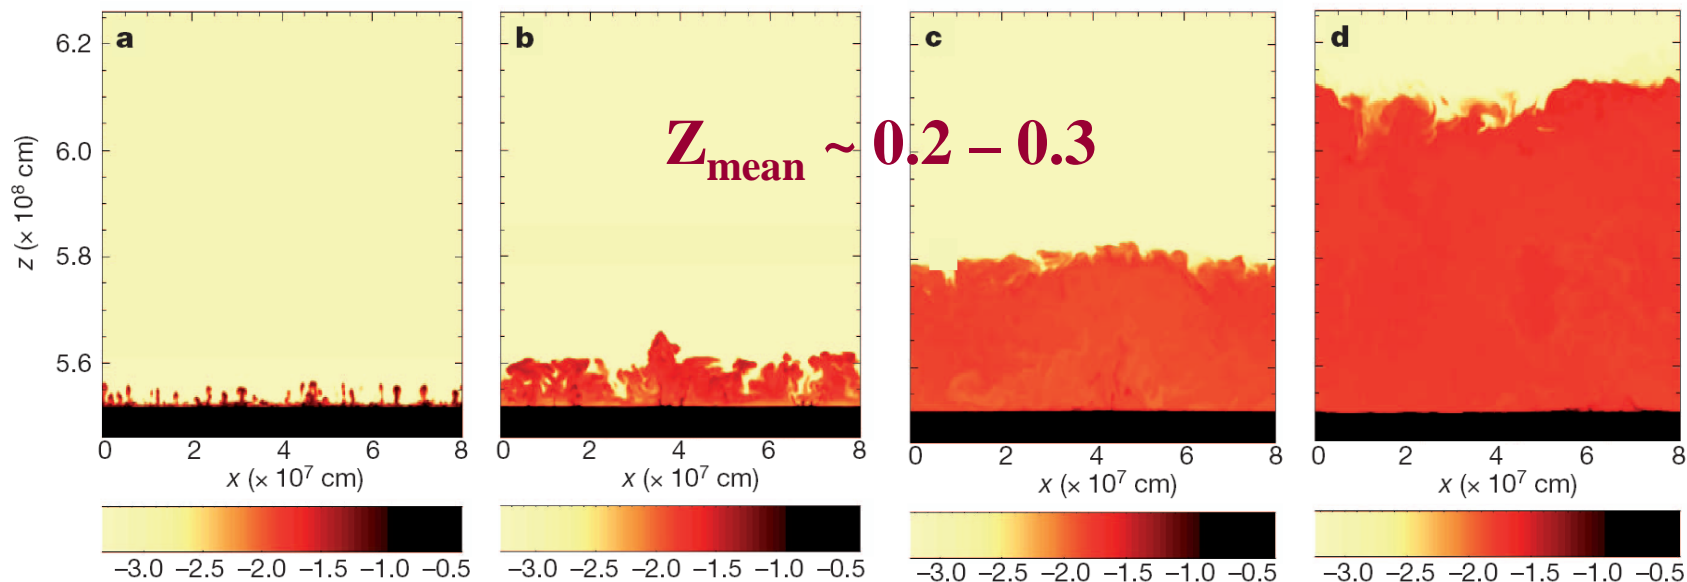 a
b
c
d
6.2
6.0
5.8
5.6
z (× 10⁸ cm)
Z_mean ~ 0.2 – 0.3
0 2 4 6 8
0 2 4 6 8
0 2 4 6 8
0 2 4 6 8
x (× 10⁷ cm)
x (× 10⁷ cm)
x (× 10⁷ cm)
x (× 10⁷ cm)
–3.0 –2.5 –2.0 –1.5 –1.0 –0.5
–3.0 –2.5 –2.0 –1.5 –1.0 –0.5
–3.0 –2.5 –2.0 –1.5 –1.0 –0.5
–3.0 –2.5 –2.0 –1.5 –1.0 –0.5